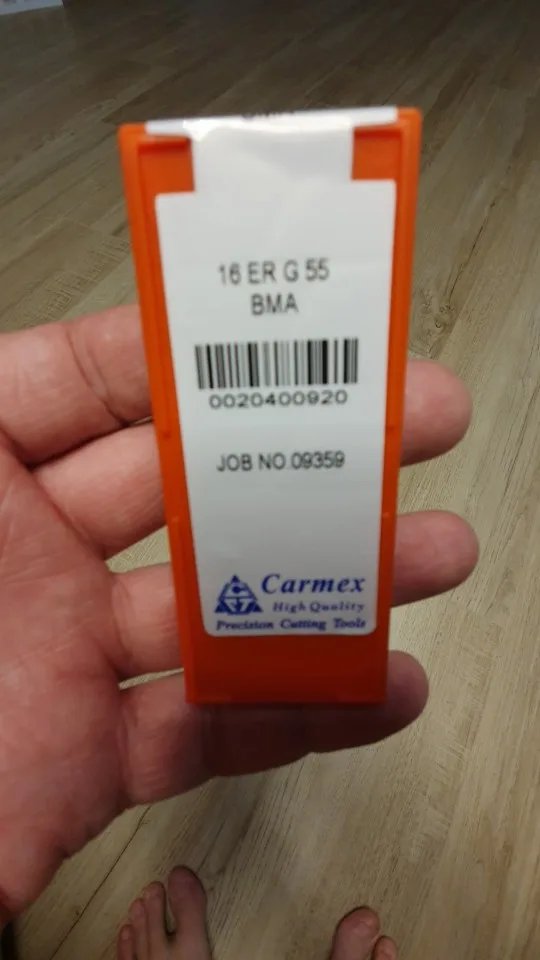 16 ER G 55
BMA
0020400920
JOB NO.09359
Carmex
High Quality
Precision Cutting Tools